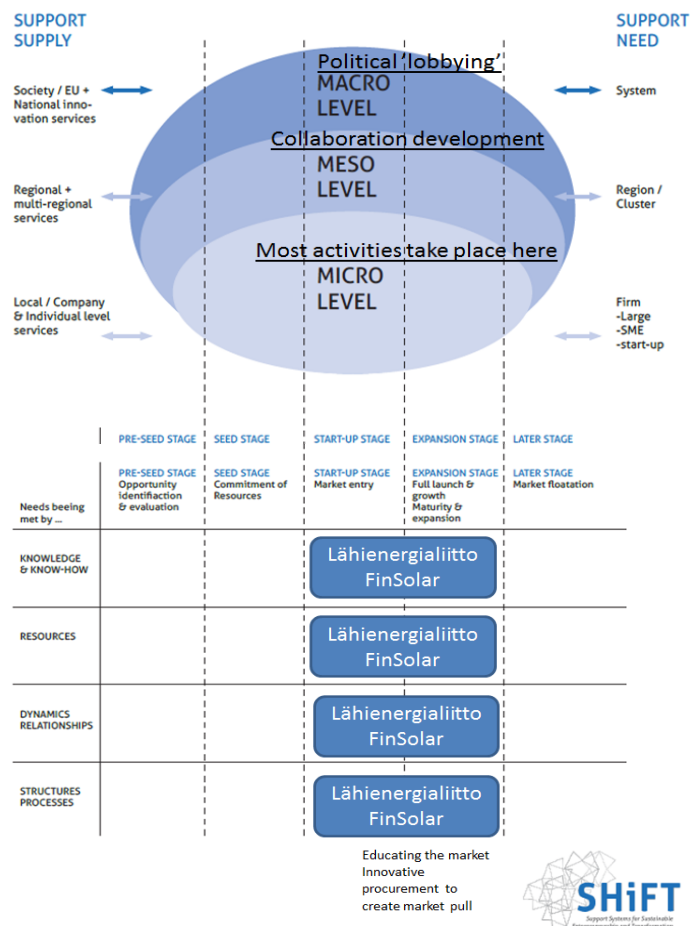 SUPPORT
SUPPLY
SUPPORT
NEED
Political 'lobbying'
MACRO
LEVEL
Society / EU +
National inno-
vation services
System
Collaboration development
MESO
LEVEL
Regional +
multi-regional
services
Region /
Cluster
Most activities take place here
MICRO
LEVEL
Local / Company
& Individual level
services
Firm
-Large
-SME
-start-up
PRE-SEED STAGE
SEED STAGE
START-UP STAGE
EXPANSION STAGE
LATER STAGE
Needs beeing
met by ...
PRE-SEED STAGE
Opportunity
identifiaction
& evaluation
SEED STAGE
Commitment of
Resources
START-UP STAGE
Market entry
EXPANSION STAGE
Full launch &
growth
Maturity &
expansion
LATER STAGE
Market floatation
KNOWLEDGE
& KNOW-HOW
Lähienergialiitto
FinSolar
RESOURCES
Lähienergialiitto
FinSolar
DYNAMICS
RELATIONSHIPS
Lähienergialiitto
FinSolar
STRUCTURES
PROCESSES
Lähienergialiitto
FinSolar
Educating the market
Innovative
procurement to
create market pull
SHiFT
Support Systems for Sustainable